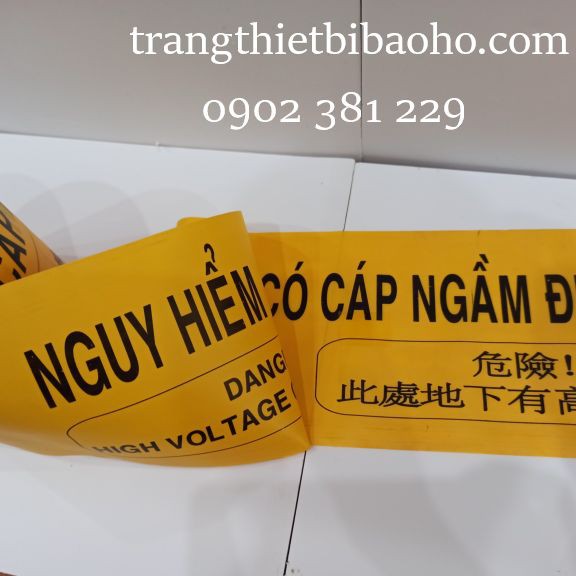 trangthietbibaoho.com
0902 381 229
NGUY HIỂM
CÓ CÁP NGẦM
DANG
HIGH VOLTAGE
危險!
此處地下有高